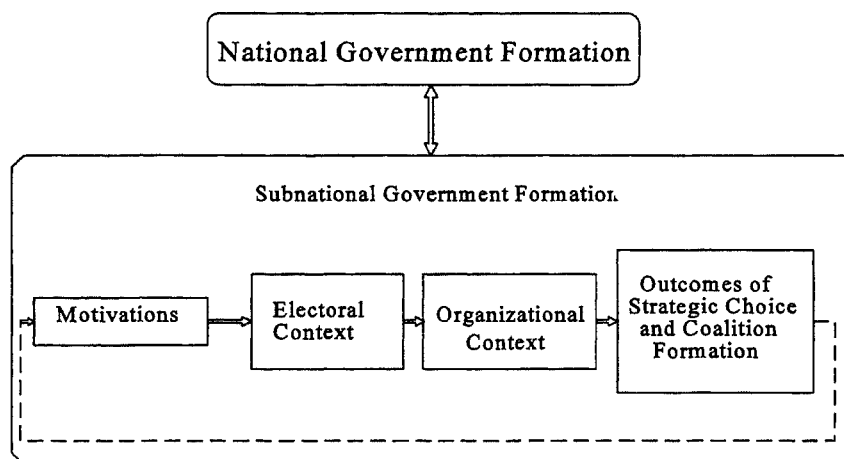 National Government Formation
Subnational Government Formation
Motivations
Electoral
Context
Organizational
Context
Outcomes of
Strategic Choice
and Coalition
Formation